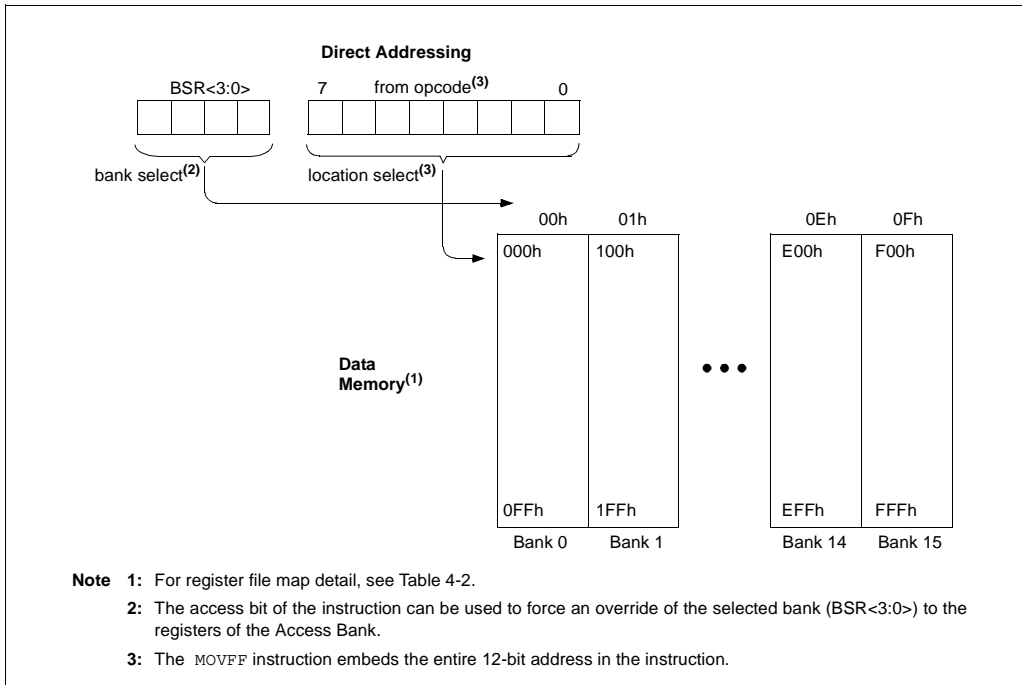 Direct Addressing
BSR<3:0> 7 from opcode(3) 0
bank select(2) location select(3)
00h 01h 0Eh 0Fh
000h 100h E00h F00h
Data
Memory(1)
0FFh 1FFh EFFh FFFh
Bank 0 Bank 1 Bank 14 Bank 15
Note 1: For register file map detail, see Table 4-2.
2: The access bit of the instruction can be used to force an override of the selected bank (BSR<3:0>) to the
registers of the Access Bank.
3: The MOVFF instruction embeds the entire 12-bit address in the instruction.